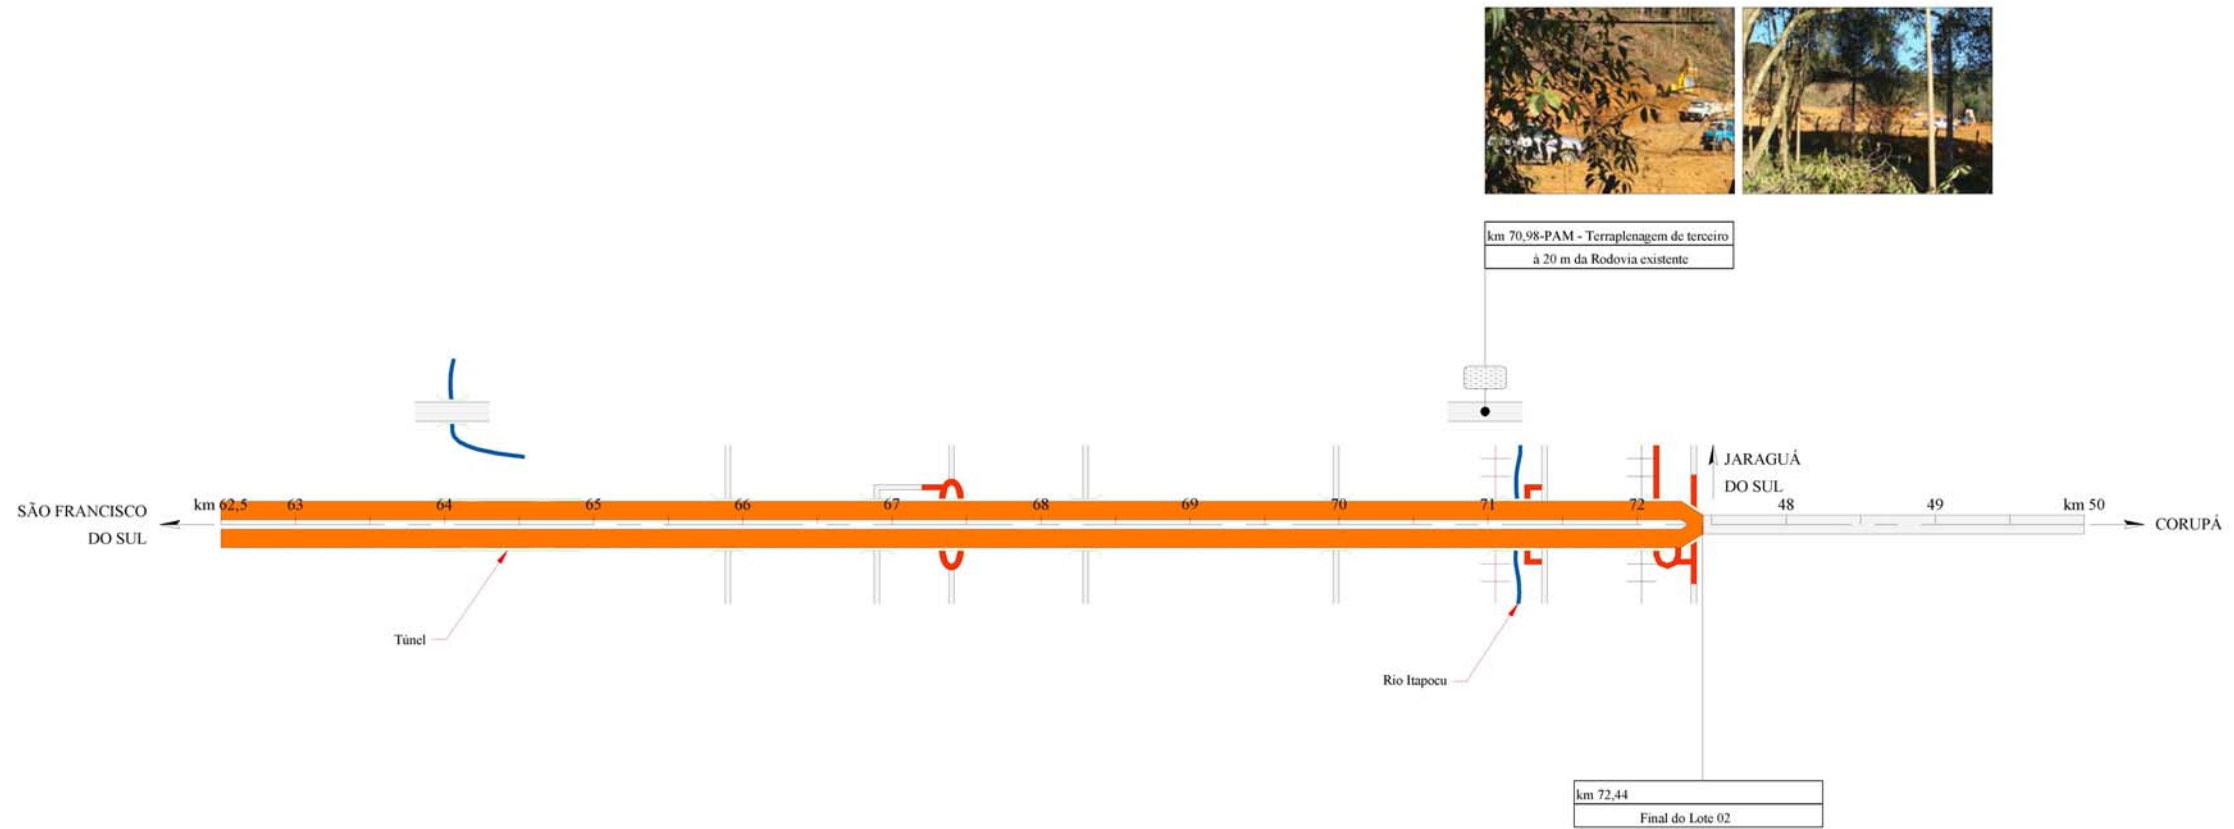 km 70,98-PAM - Terraplenagem de terceiro
à 20 m da Rodovia existente
JARAGUÁ
DO SUL
SÃO FRANCISCO
DO SUL
km 62,5 63 64 65 66 67 68 69 70 71 72 48 49 km 50
CORUPÁ
Túnel
Rio Itapocu
km 72,44
Final do Lote 02